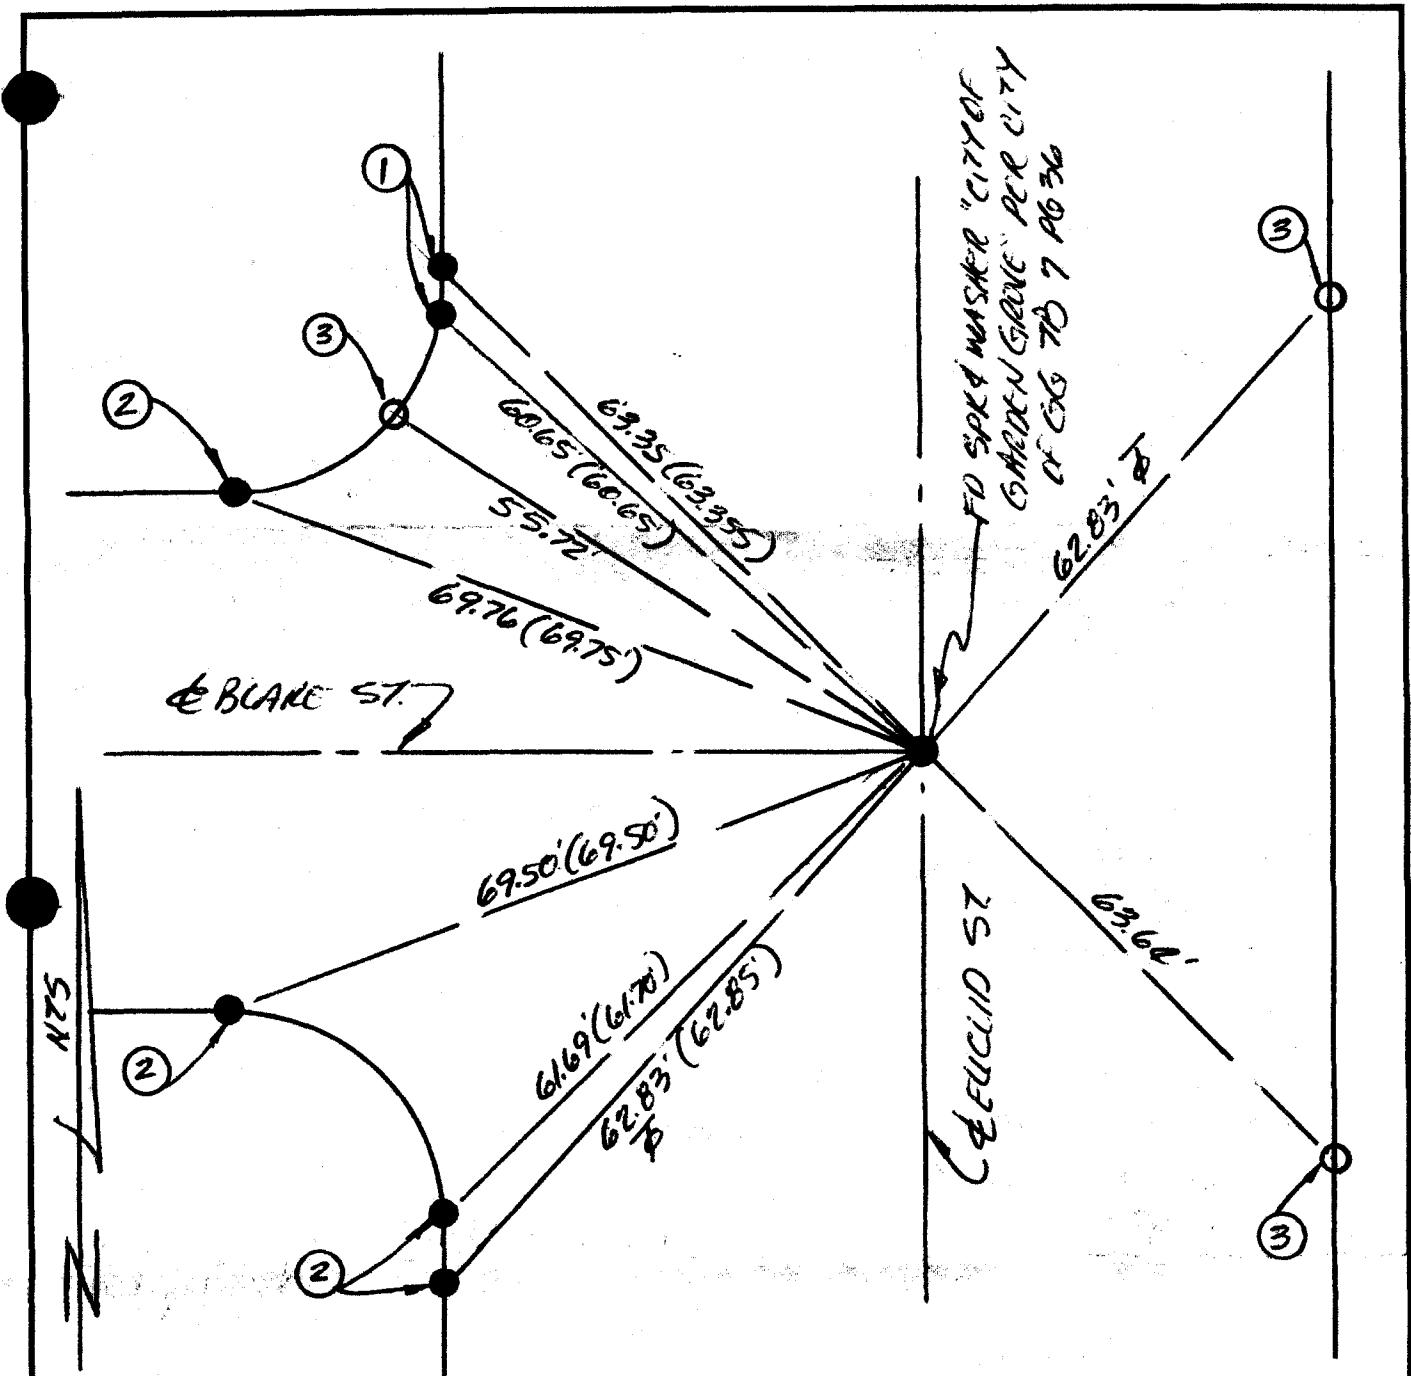 FD SPK & WASHER "CITY OF
GARDEN GROVE" PER CITY
OF GG TB 7 PG 36
1
3
3
2
63.35 (63.35')
60.65' (60.65')
55.72'
62.83'
69.76 (69.75')
℄ BLAKE ST.
69.50' (69.50')
63.62'
61.69' (61.70')
62.83' (62.85')
℄ EUCLID ST
NTS
2
2
3